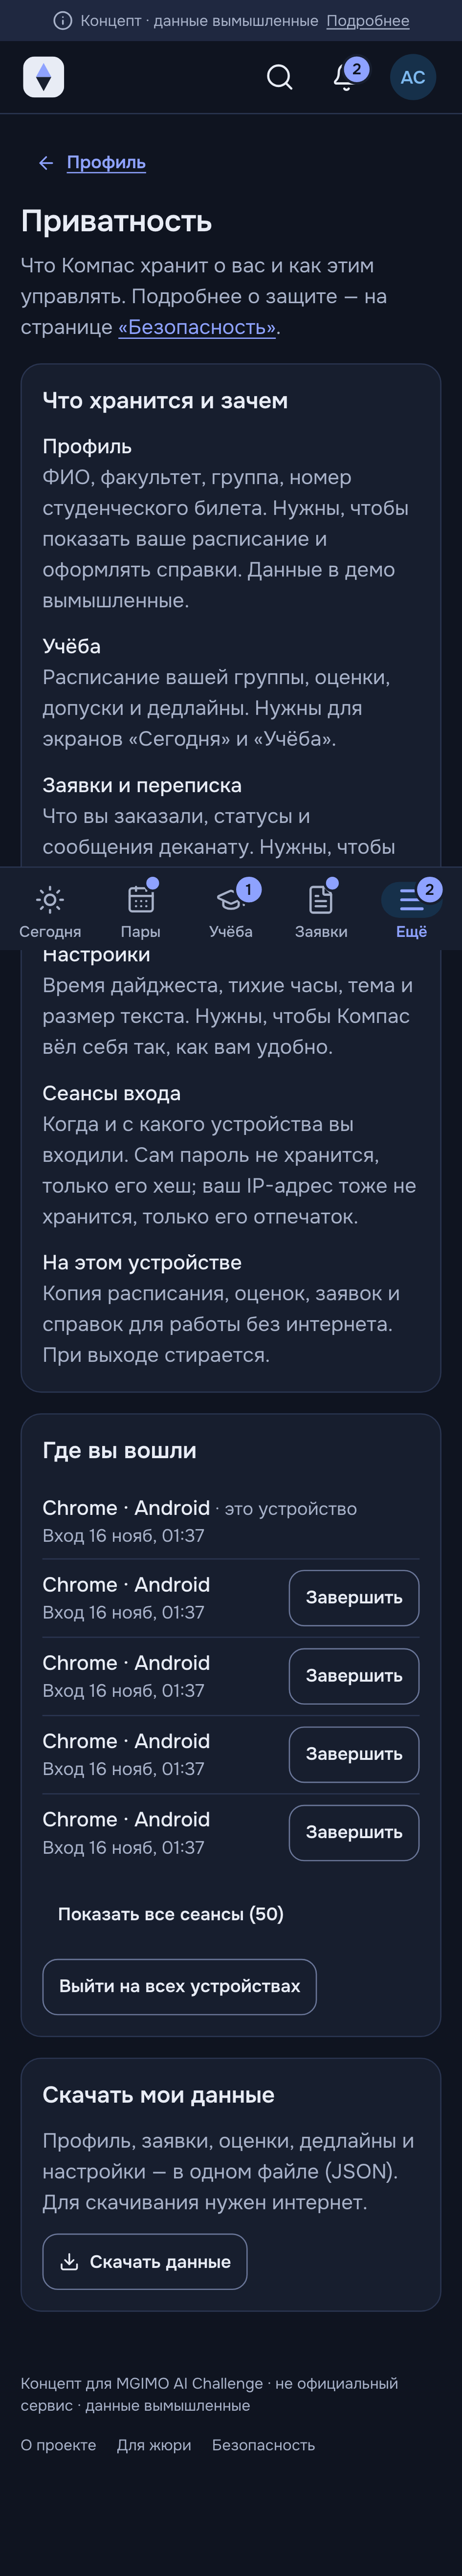 Концепт · данные вымышленные Подробнее
2
АС
Профиль
Приватность
Что Компас хранит о вас и как этим
управлять. Подробнее о защите — на
странице «Безопасность».
Что хранится и зачем
Профиль
ФИО, факультет, группа, номер
студенческого билета. Нужны, чтобы
показать ваше расписание и
оформлять справки. Данные в демо
вымышленные.
Учёба
Расписание вашей группы, оценки,
допуски и дедлайны. Нужны для
экранов «Сегодня» и «Учёба».
Заявки и переписка
Что вы заказали, статусы и
сообщения деканату. Нужны, чтобы
1
2
Сегодня Пары Учёба Заявки Ещё
Настройки
Время дайджеста, тихие часы, тема и
размер текста. Нужны, чтобы Компас
вёл себя так, как вам удобно.
Сеансы входа
Когда и с какого устройства вы
входили. Сам пароль не хранится,
только его хеш; ваш IP-адрес тоже не
хранится, только его отпечаток.
На этом устройстве
Копия расписания, оценок, заявок и
справок для работы без интернета.
При выходе стирается.
Где вы вошли
Chrome · Android · это устройство
Вход 16 нояб, 01:37
Chrome · Android
Вход 16 нояб, 01:37
Завершить
Chrome · Android
Вход 16 нояб, 01:37
Завершить
Chrome · Android
Вход 16 нояб, 01:37
Завершить
Chrome · Android
Вход 16 нояб, 01:37
Завершить
Показать все сеансы (50)
Выйти на всех устройствах
Скачать мои данные
Профиль, заявки, оценки, дедлайны и
настройки — в одном файле (JSON).
Для скачивания нужен интернет.
Скачать данные
Концепт для MGIMO AI Challenge · не официальный
сервис · данные вымышленные
О проекте Для жюри Безопасность